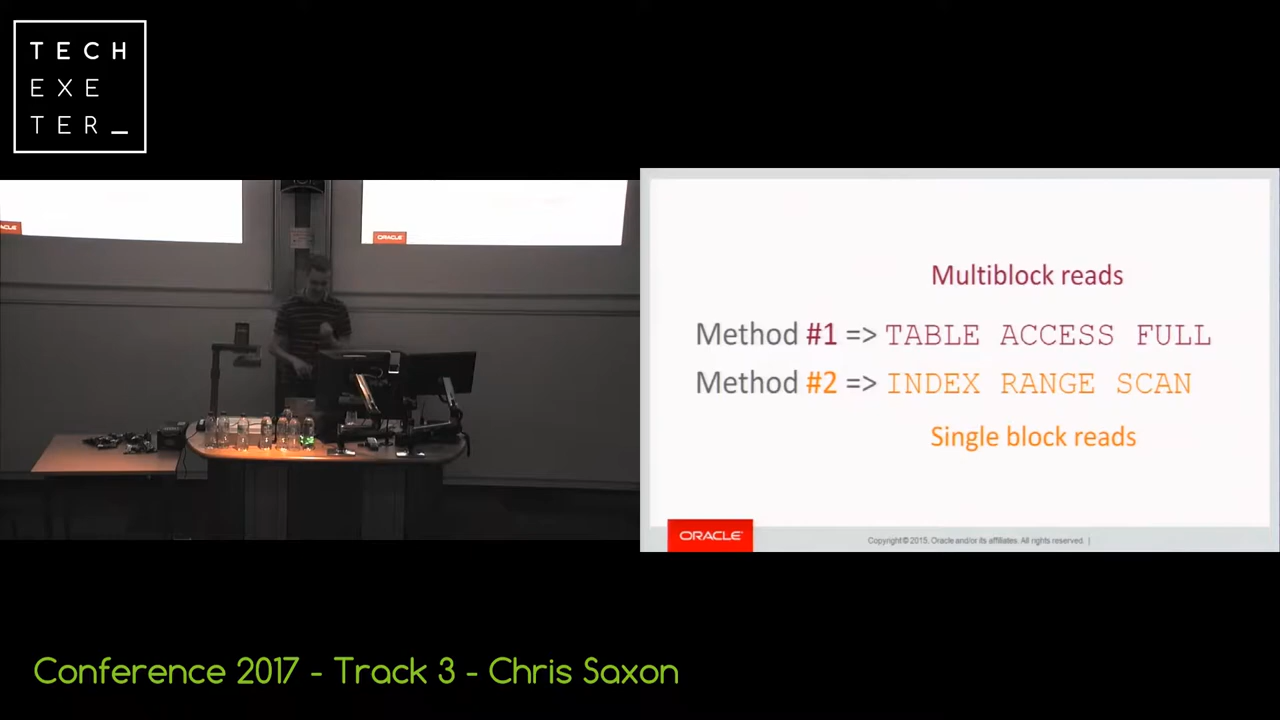 TECH
EXE
TER_
ORACLE
Multiblock reads
Method #1 => TABLE ACCESS FULL
Method #2 => INDEX RANGE SCAN
Single block reads
ORACLE
Copyright © 2015, Oracle and/or its affiliates. All rights reserved. |
Conference 2017 - Track 3 - Chris Saxon